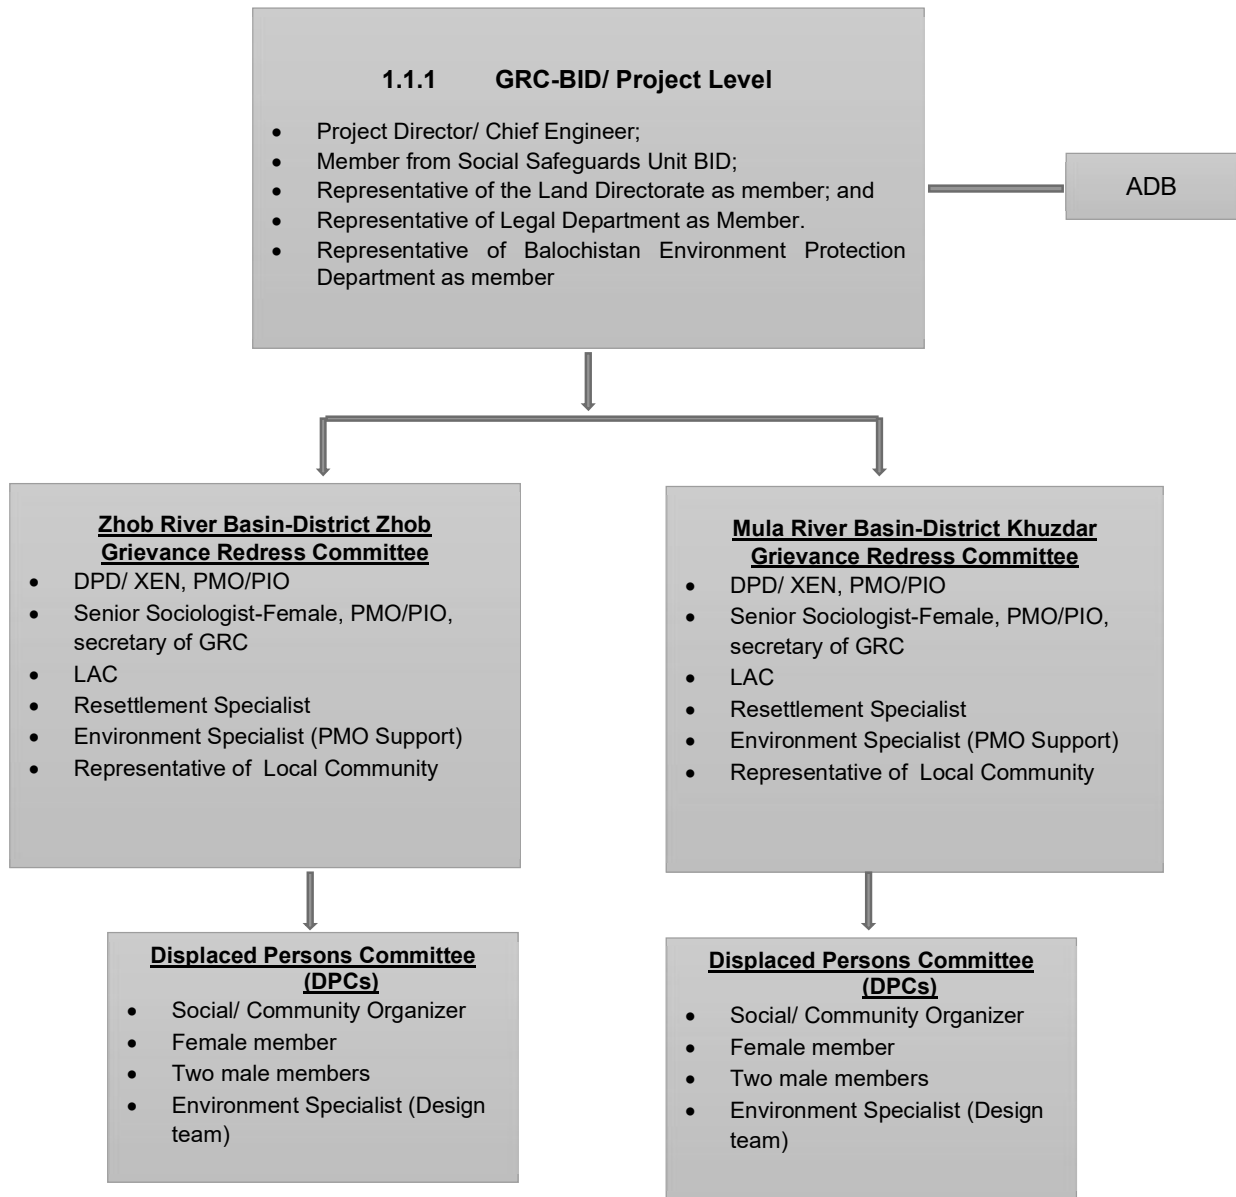 1.1.1 GRC-BID/ Project Level
• Project Director/ Chief Engineer;
• Member from Social Safeguards Unit BID;
• Representative of the Land Directorate as member; and
• Representative of Legal Department as Member.
• Representative of Balochistan Environment Protection
Department as member
ADB
Zhob River Basin-District Zhob
Grievance Redress Committee
• DPD/ XEN, PMO/PIO
• Senior Sociologist-Female, PMO/PIO,
secretary of GRC
• LAC
• Resettlement Specialist
• Environment Specialist (PMO Support)
• Representative of Local Community
Mula River Basin-District Khuzdar
Grievance Redress Committee
• DPD/ XEN, PMO/PIO
• Senior Sociologist-Female, PMO/PIO,
secretary of GRC
• LAC
• Resettlement Specialist
• Environment Specialist (PMO Support)
• Representative of Local Community
Displaced Persons Committee
(DPCs)
• Social/ Community Organizer
• Female member
• Two male members
• Environment Specialist (Design
team)
Displaced Persons Committee
(DPCs)
• Social/ Community Organizer
• Female member
• Two male members
• Environment Specialist (Design
team)